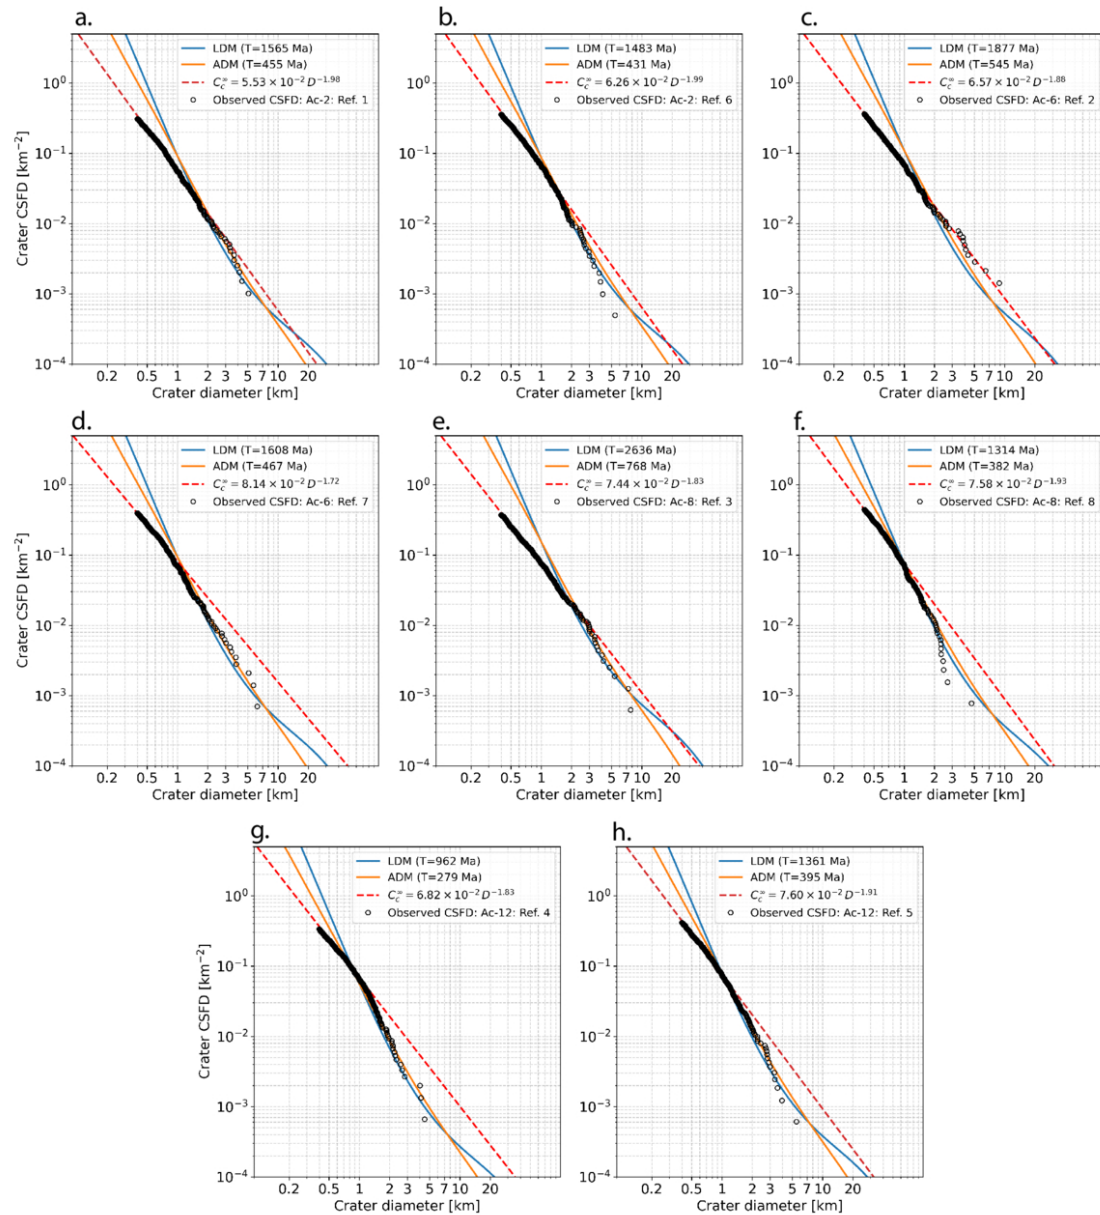 a.
LDM (T=1565 Ma)
ADM (T=455 Ma)
C_c^∞ = 5.53 × 10^−2 D^−1.98
Observed CSFD: Ac-2: Ref. 1
Crater CSFD [km^−2]
10^0
10^−1
10^−2
10^−3
10^−4
0.2 0.5 1 2 3 5 7 10 20
Crater diameter [km]
b.
LDM (T=1483 Ma)
ADM (T=431 Ma)
C_c^∞ = 6.26 × 10^−2 D^−1.99
Observed CSFD: Ac-2: Ref. 6
10^0
10^−1
10^−2
10^−3
10^−4
0.2 0.5 1 2 3 5 7 10 20
Crater diameter [km]
c.
LDM (T=1877 Ma)
ADM (T=545 Ma)
C_c^∞ = 6.57 × 10^−2 D^−1.88
Observed CSFD: Ac-6: Ref. 2
10^0
10^−1
10^−2
10^−3
10^−4
0.2 0.5 1 2 3 5 7 10 20
Crater diameter [km]
d.
LDM (T=1608 Ma)
ADM (T=467 Ma)
C_c^∞ = 8.14 × 10^−2 D^−1.72
Observed CSFD: Ac-6: Ref. 7
Crater CSFD [km^−2]
10^0
10^−1
10^−2
10^−3
10^−4
0.2 0.5 1 2 3 5 7 10 20
Crater diameter [km]
e.
LDM (T=2636 Ma)
ADM (T=768 Ma)
C_c^∞ = 7.44 × 10^−2 D^−1.83
Observed CSFD: Ac-8: Ref. 3
10^0
10^−1
10^−2
10^−3
10^−4
0.2 0.5 1 2 3 5 7 10 20
Crater diameter [km]
f.
LDM (T=1314 Ma)
ADM (T=382 Ma)
C_c^∞ = 7.58 × 10^−2 D^−1.93
Observed CSFD: Ac-8: Ref. 8
10^0
10^−1
10^−2
10^−3
10^−4
0.2 0.5 1 2 3 5 7 10 20
Crater diameter [km]
g.
LDM (T=962 Ma)
ADM (T=279 Ma)
C_c^∞ = 6.82 × 10^−2 D^−1.83
Observed CSFD: Ac-12: Ref. 4
Crater CSFD [km^−2]
10^0
10^−1
10^−2
10^−3
10^−4
0.2 0.5 1 2 3 5 7 10 20
Crater diameter [km]
h.
LDM (T=1361 Ma)
ADM (T=395 Ma)
C_c^∞ = 7.60 × 10^−2 D^−1.91
Observed CSFD: Ac-12: Ref. 5
10^0
10^−1
10^−2
10^−3
10^−4
0.2 0.5 1 2 3 5 7 10 20
Crater diameter [km]